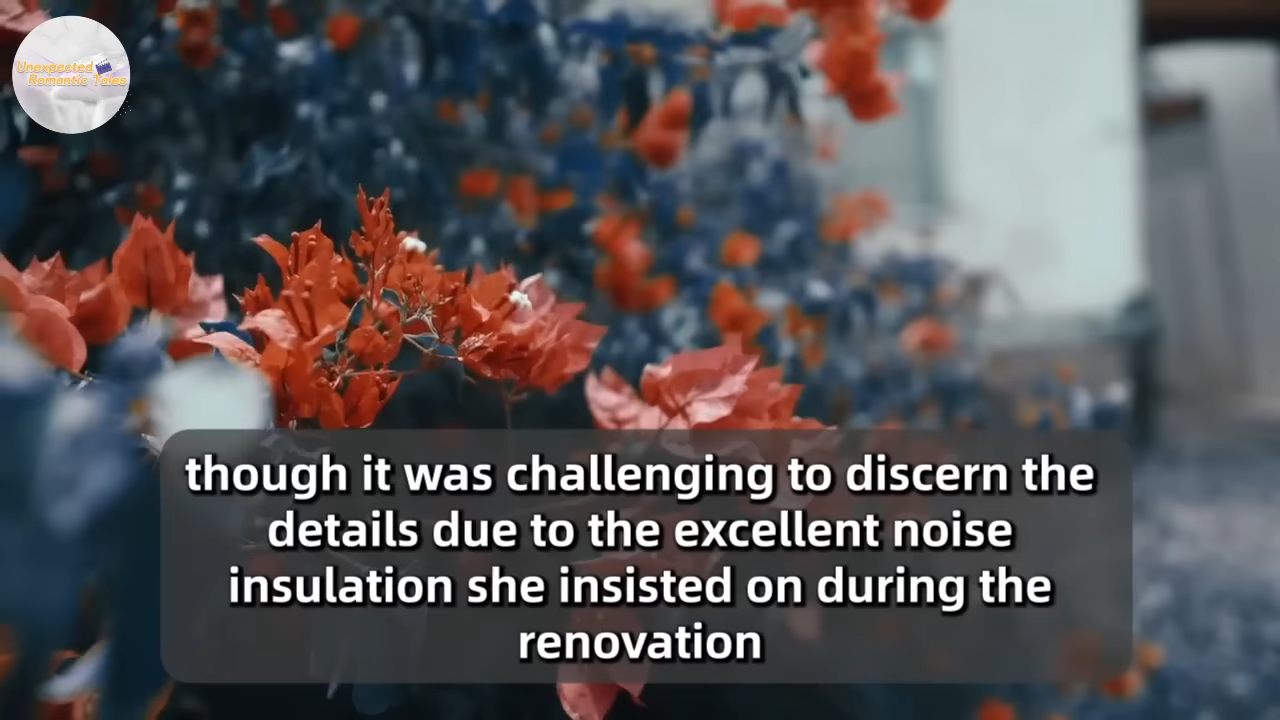 Unexpected
Romantic Tales
though it was challenging to discern the
details due to the excellent noise
insulation she insisted on during the
renovation